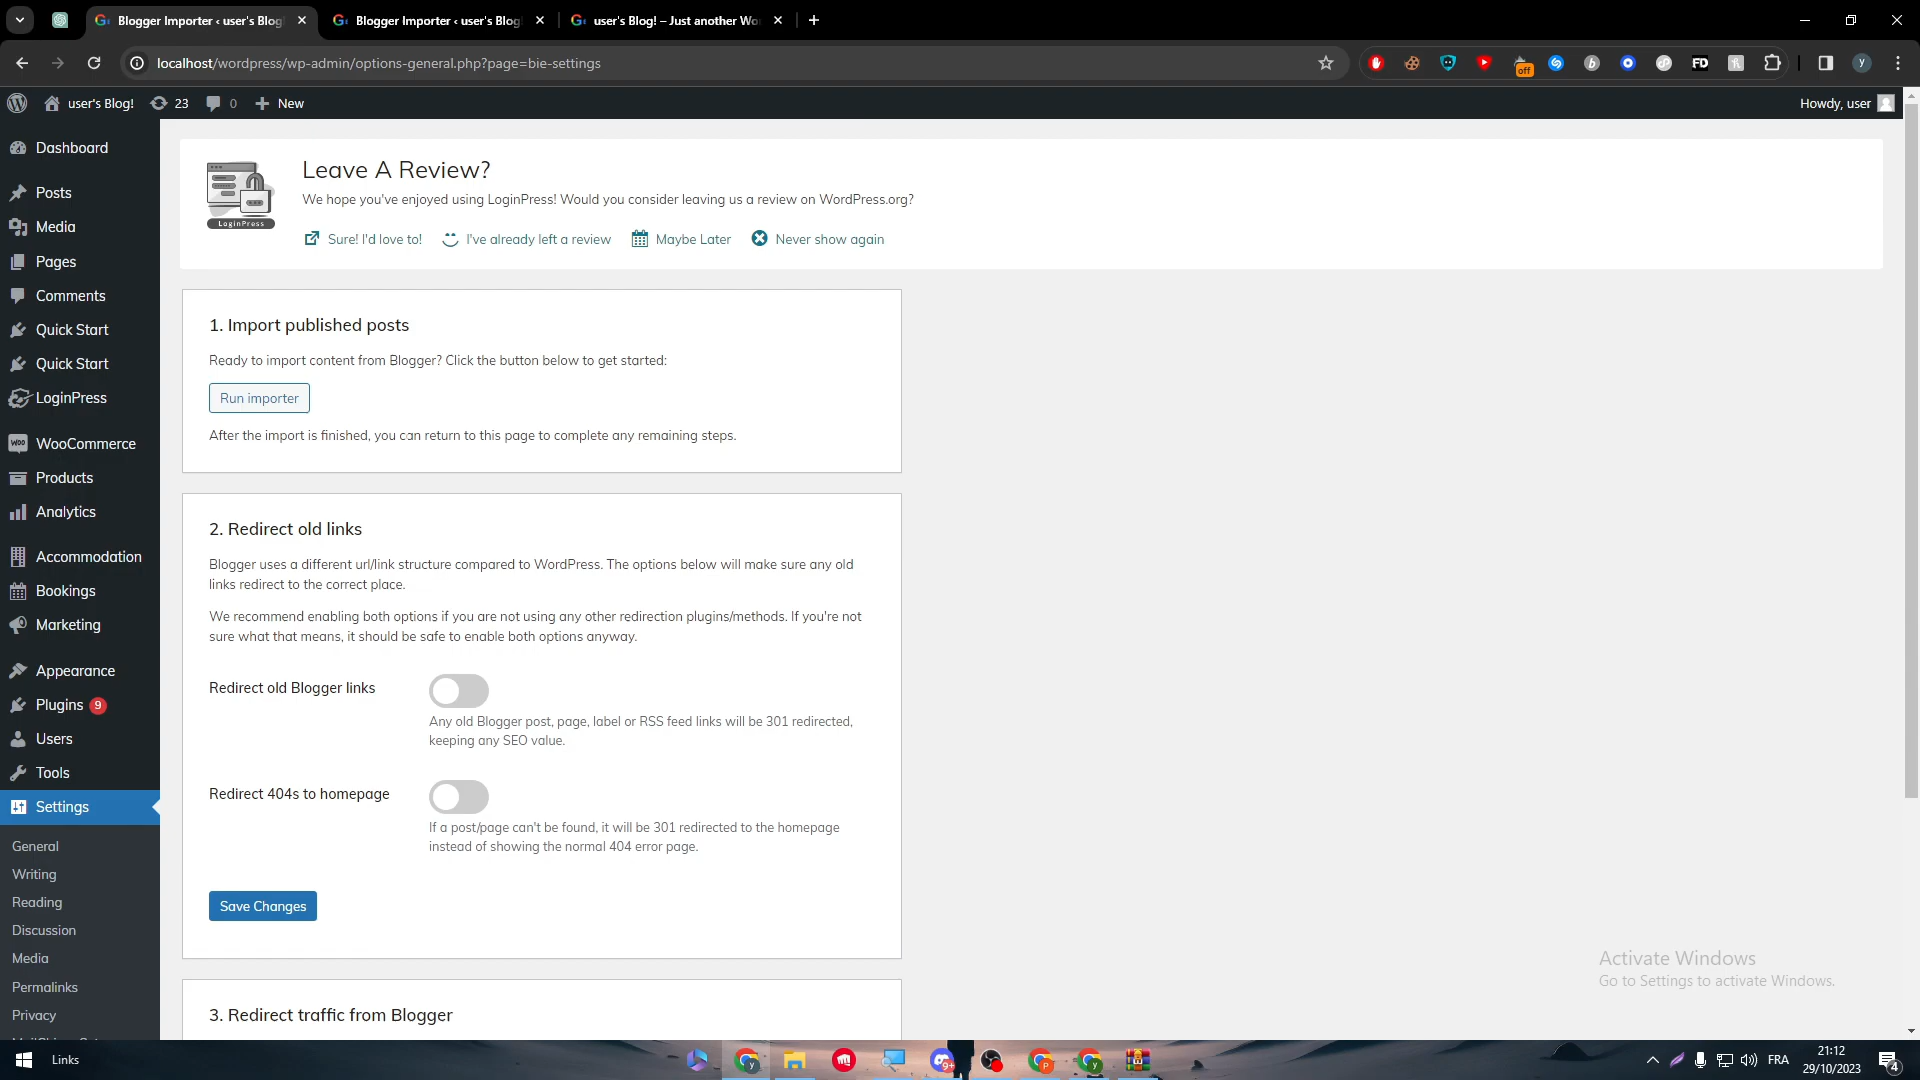 Blogger Importer ‹ user's Blog
Blogger Importer ‹ user's Blog
user's Blog! – Just another Wo
localhost/wordpress/wp-admin/options-general.php?page=bie-settings
off
FD
y
user's Blog!
23
0
New
Howdy, user
Dashboard
Posts
Media
Pages
Comments
Quick Start
Quick Start
LoginPress
WooCommerce
Products
Analytics
Accommodation
Bookings
Marketing
Appearance
Plugins 9
Users
Tools
Settings
General
Writing
Reading
Discussion
Media
Permalinks
Privacy
LoginPress
Leave A Review?
We hope you've enjoyed using LoginPress! Would you consider leaving us a review on WordPress.org?
Sure! I'd love to!
I've already left a review
Maybe Later
Never show again
1. Import published posts
Ready to import content from Blogger? Click the button below to get started:
Run importer
After the import is finished, you can return to this page to complete any remaining steps.
2. Redirect old links
Blogger uses a different url/link structure compared to WordPress. The options below will make sure any old
links redirect to the correct place.
We recommend enabling both options if you are not using any other redirection plugins/methods. If you're not
sure what that means, it should be safe to enable both options anyway.
Redirect old Blogger links
Any old Blogger post, page, label or RSS feed links will be 301 redirected,
keeping any SEO value.
Redirect 404s to homepage
If a post/page can't be found, it will be 301 redirected to the homepage
instead of showing the normal 404 error page.
Save Changes
3. Redirect traffic from Blogger
Activate Windows
Go to Settings to activate Windows.
Links
FRA
21:12
29/10/2023
4